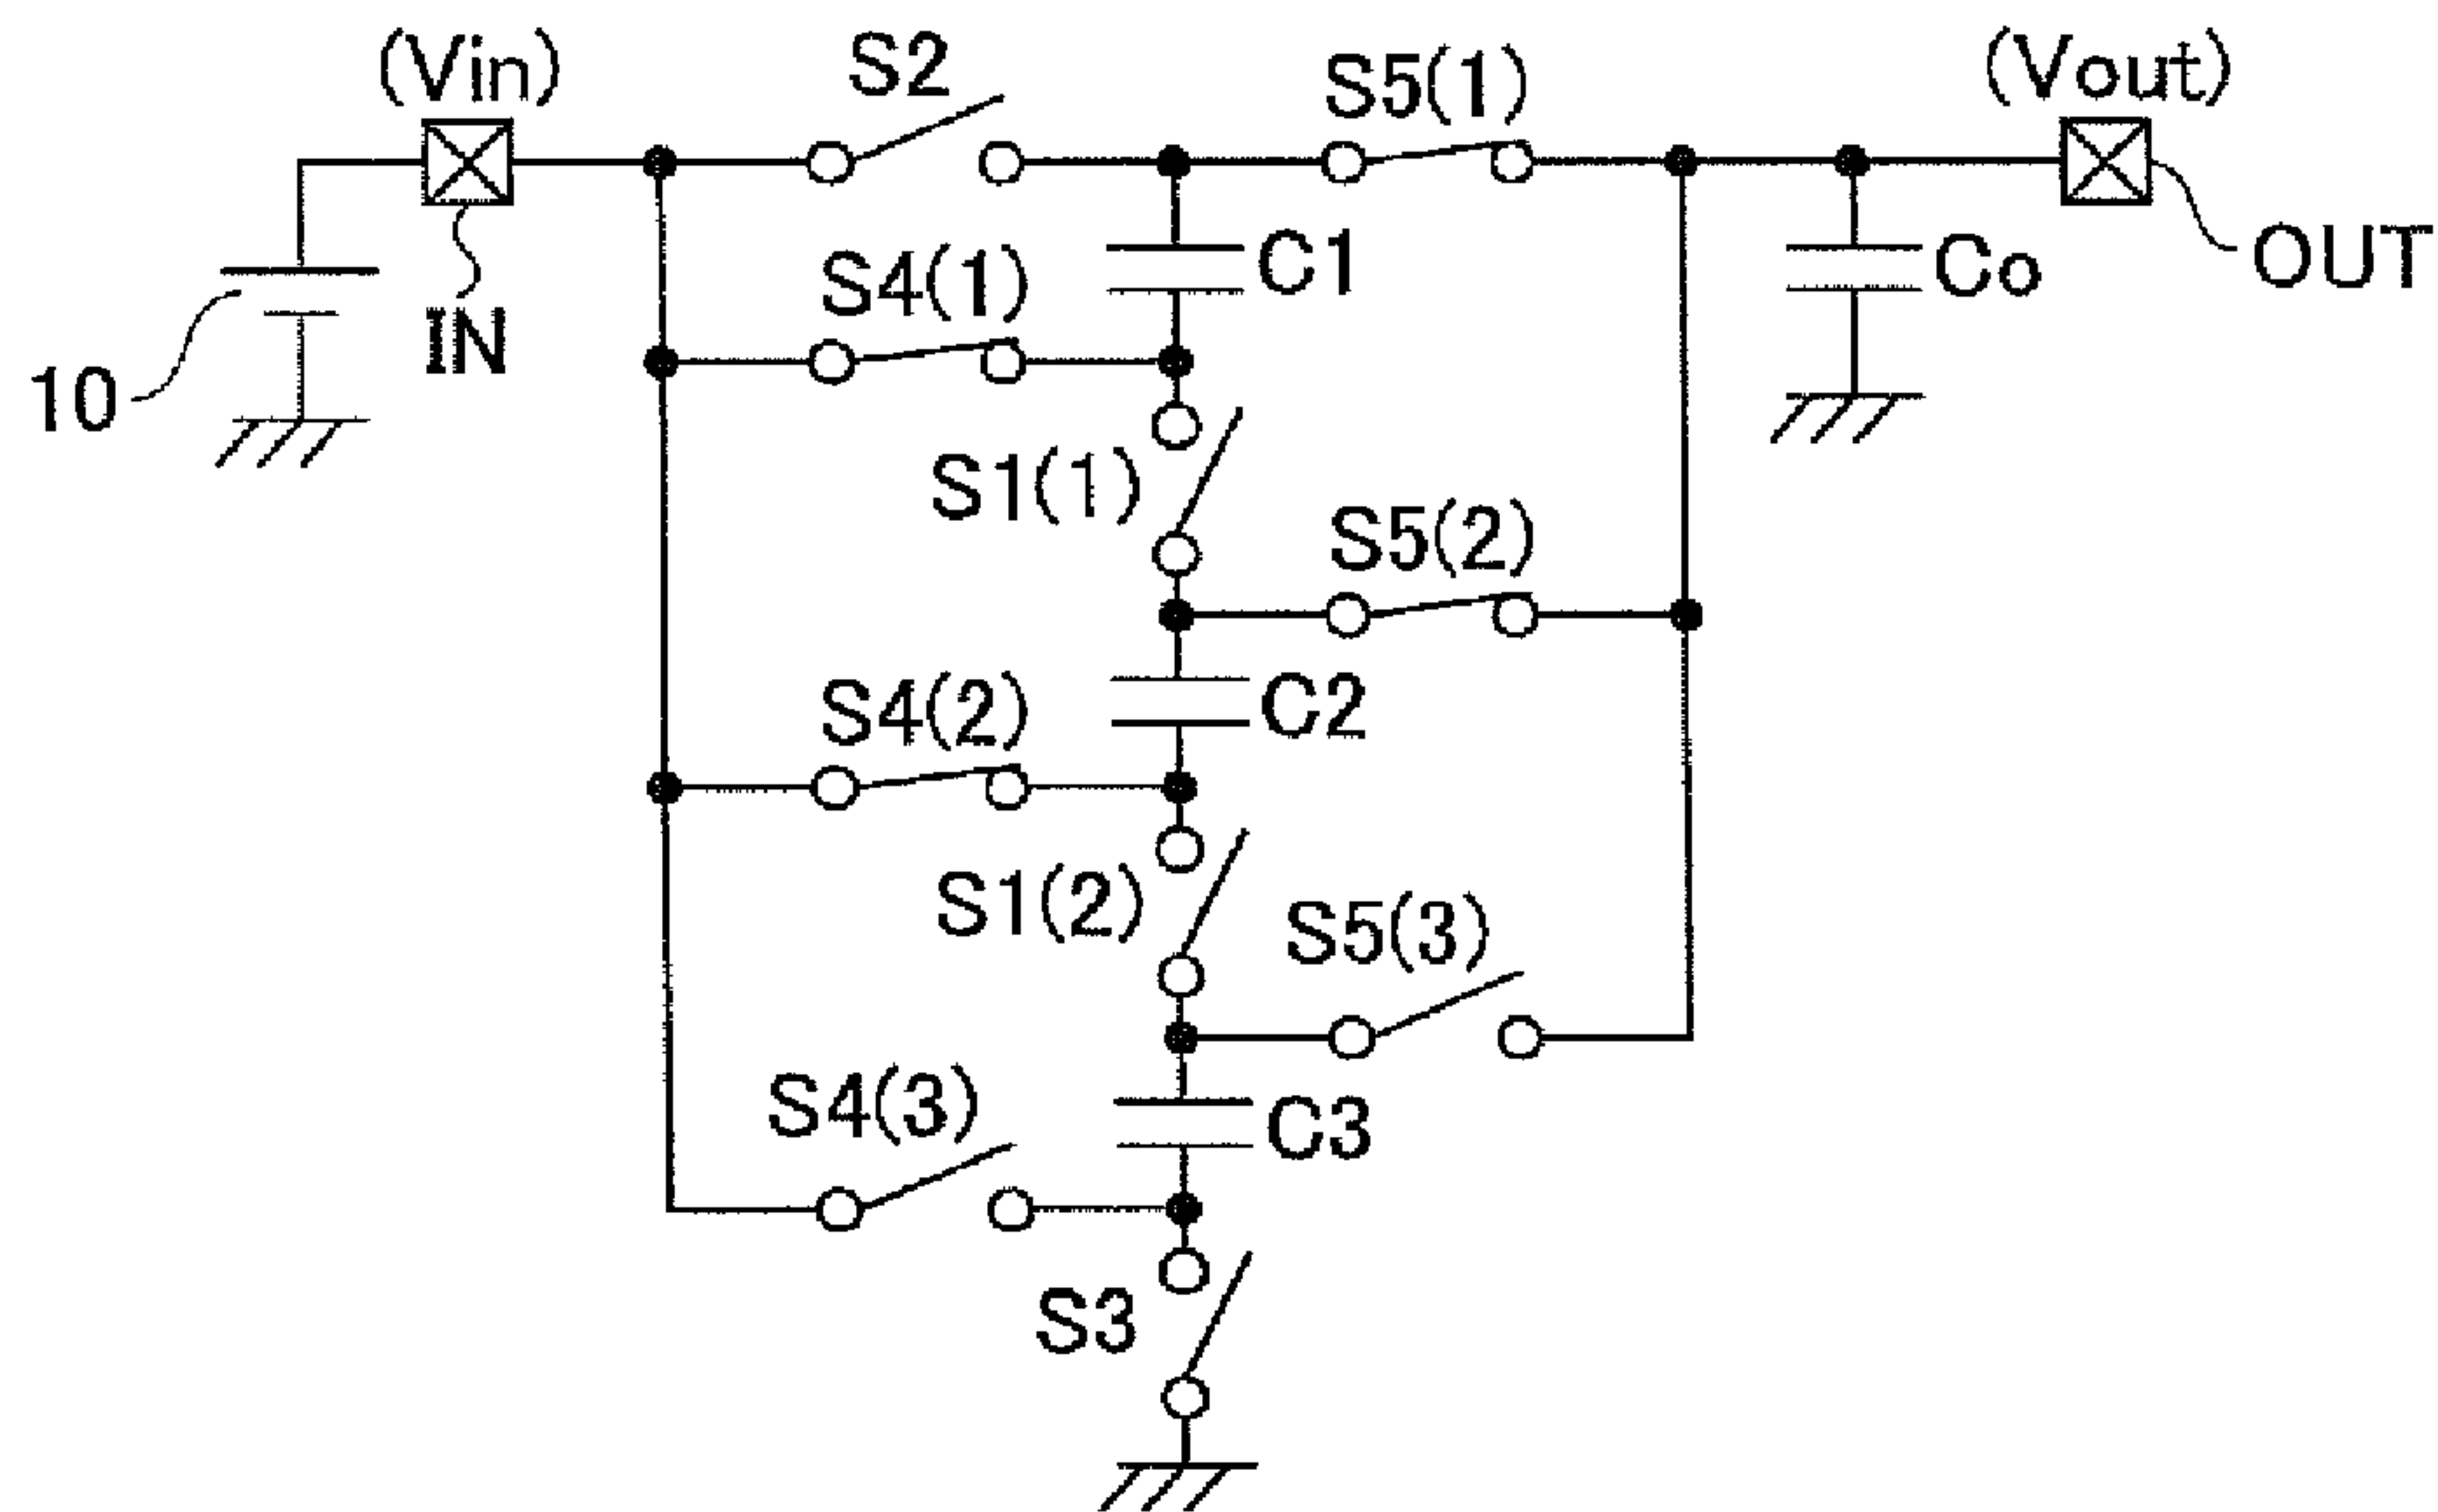 (Vin)
S2
S5(1)
(Vout)
S4(1)
C1
Co
OUT
IN
10
S1(1)
S5(2)
S4(2)
C2
S1(2)
S5(3)
S4(3)
C3
S3